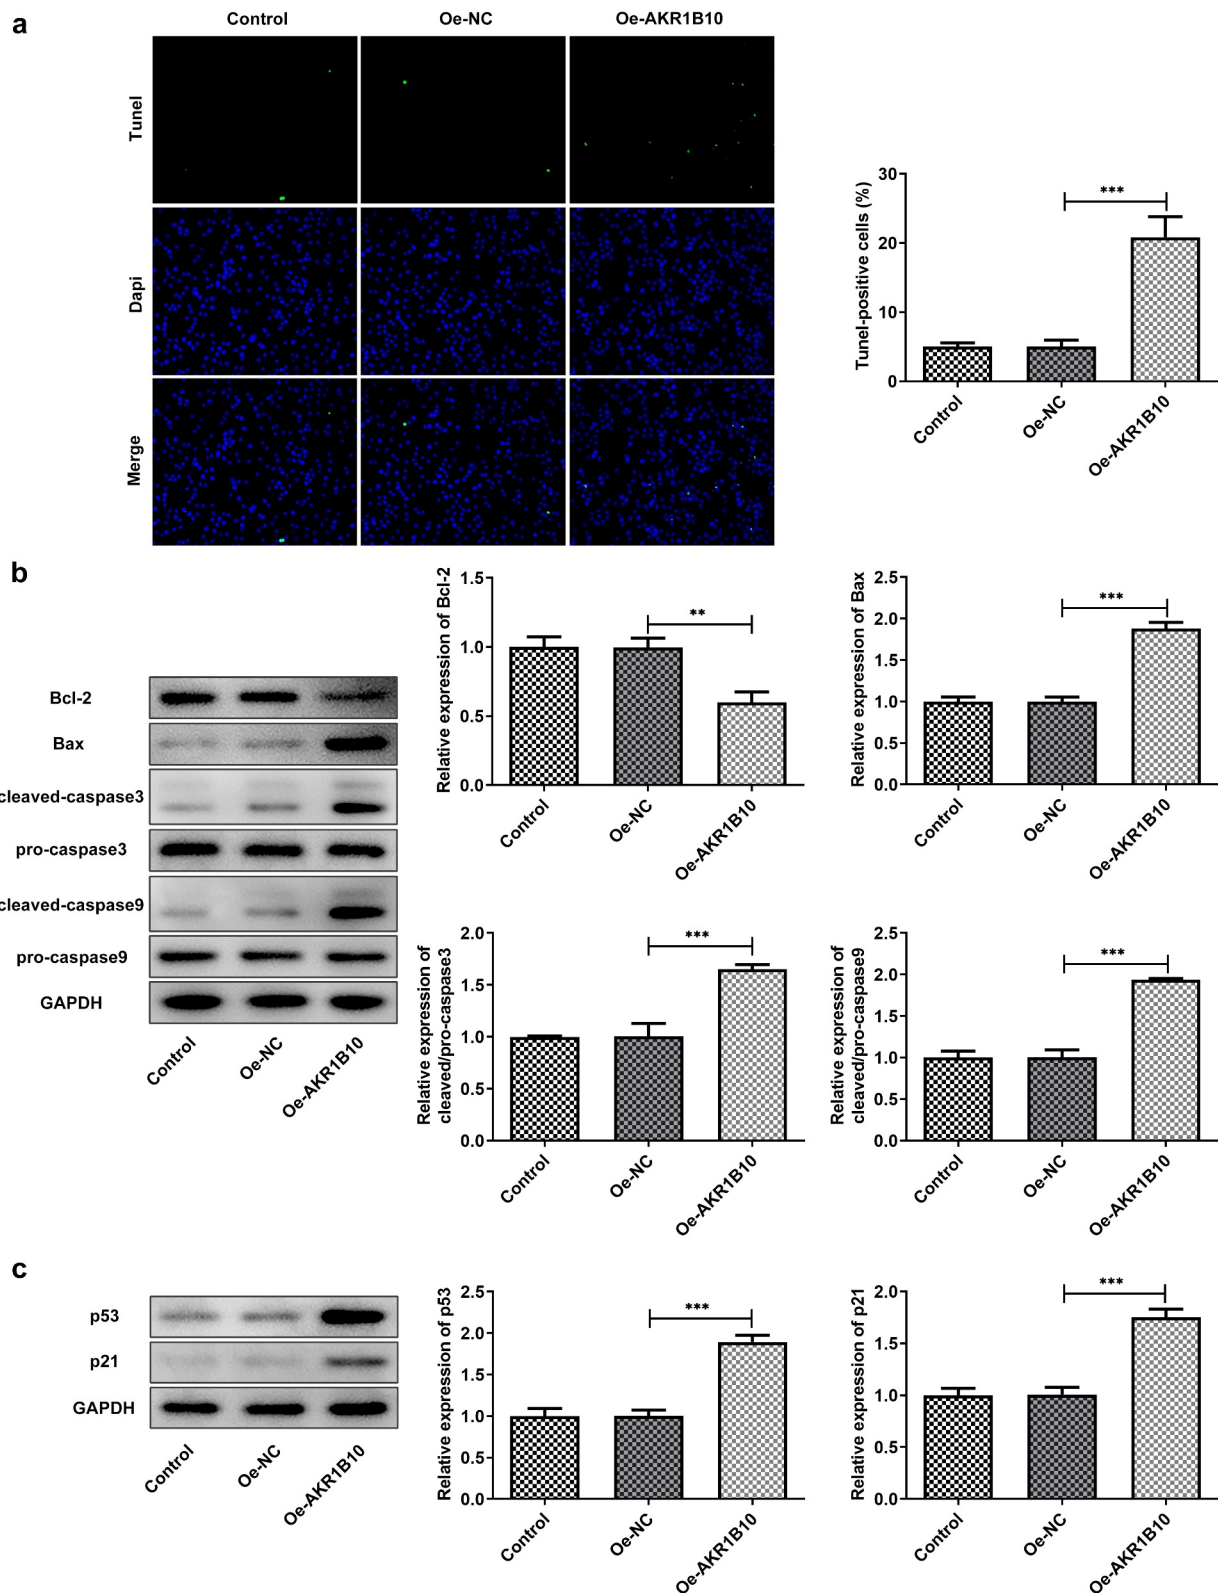 a
Control
Oe-NC
Oe-AKR1B10
Tunel
Dapi
Merge
Tunel-positive cells (%)
30
20
10
0
***
Control
Oe-NC
Oe-AKR1B10
b
Bcl-2
Bax
cleaved-caspase3
pro-caspase3
cleaved-caspase9
pro-caspase9
GAPDH
Control
Oe-NC
Oe-AKR1B10
Relative expression of Bcl-2
1.5
1.0
0.5
0.0
**
Control
Oe-NC
Oe-AKR1B10
Relative expression of Bax
2.5
2.0
1.5
1.0
0.5
0.0
***
Control
Oe-NC
Oe-AKR1B10
Relative expression of
cleaved/pro-caspase3
2.0
1.5
1.0
0.5
0.0
***
Control
Oe-NC
Oe-AKR1B10
Relative expression of
cleaved/pro-caspase9
2.5
2.0
1.5
1.0
0.5
0.0
***
Control
Oe-NC
Oe-AKR1B10
c
p53
p21
GAPDH
Control
Oe-NC
Oe-AKR1B10
Relative expression of p53
2.5
2.0
1.5
1.0
0.5
0.0
***
Control
Oe-NC
Oe-AKR1B10
Relative expression of p21
2.0
1.5
1.0
0.5
0.0
***
Control
Oe-NC
Oe-AKR1B10